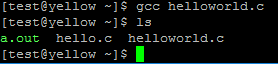 [test@yellow ~]$ gcc helloworld.c
[test@yellow ~]$ ls
a.out  hello.c  helloworld.c
[test@yellow ~]$